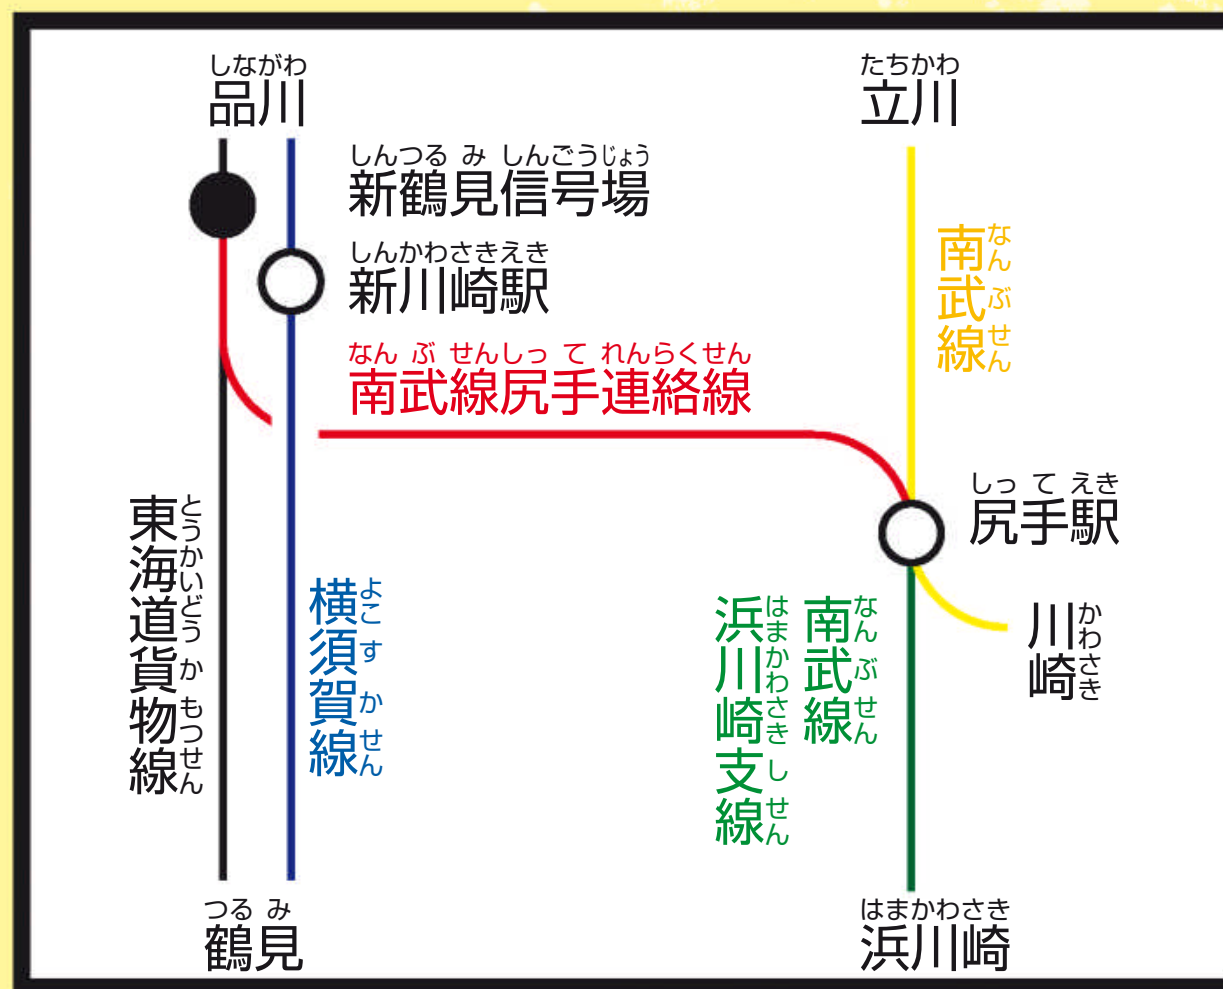 しながわ
品川
たちかわ
立川
しんつるみしんごうじょう
新鶴見信号場
しんかわさきえき
新川崎駅
なんぶせんしってれんらくせん
南武線尻手連絡線
なんぶせん
南武線
しってえき
尻手駅
とうかいどうかもつせん
東海道貨物線
よこすかせん
横須賀線
なんぶせん
南武線
はまかわさきしせん
浜川崎支線
かわさき
川崎
つるみ
鶴見
はまかわさき
浜川崎